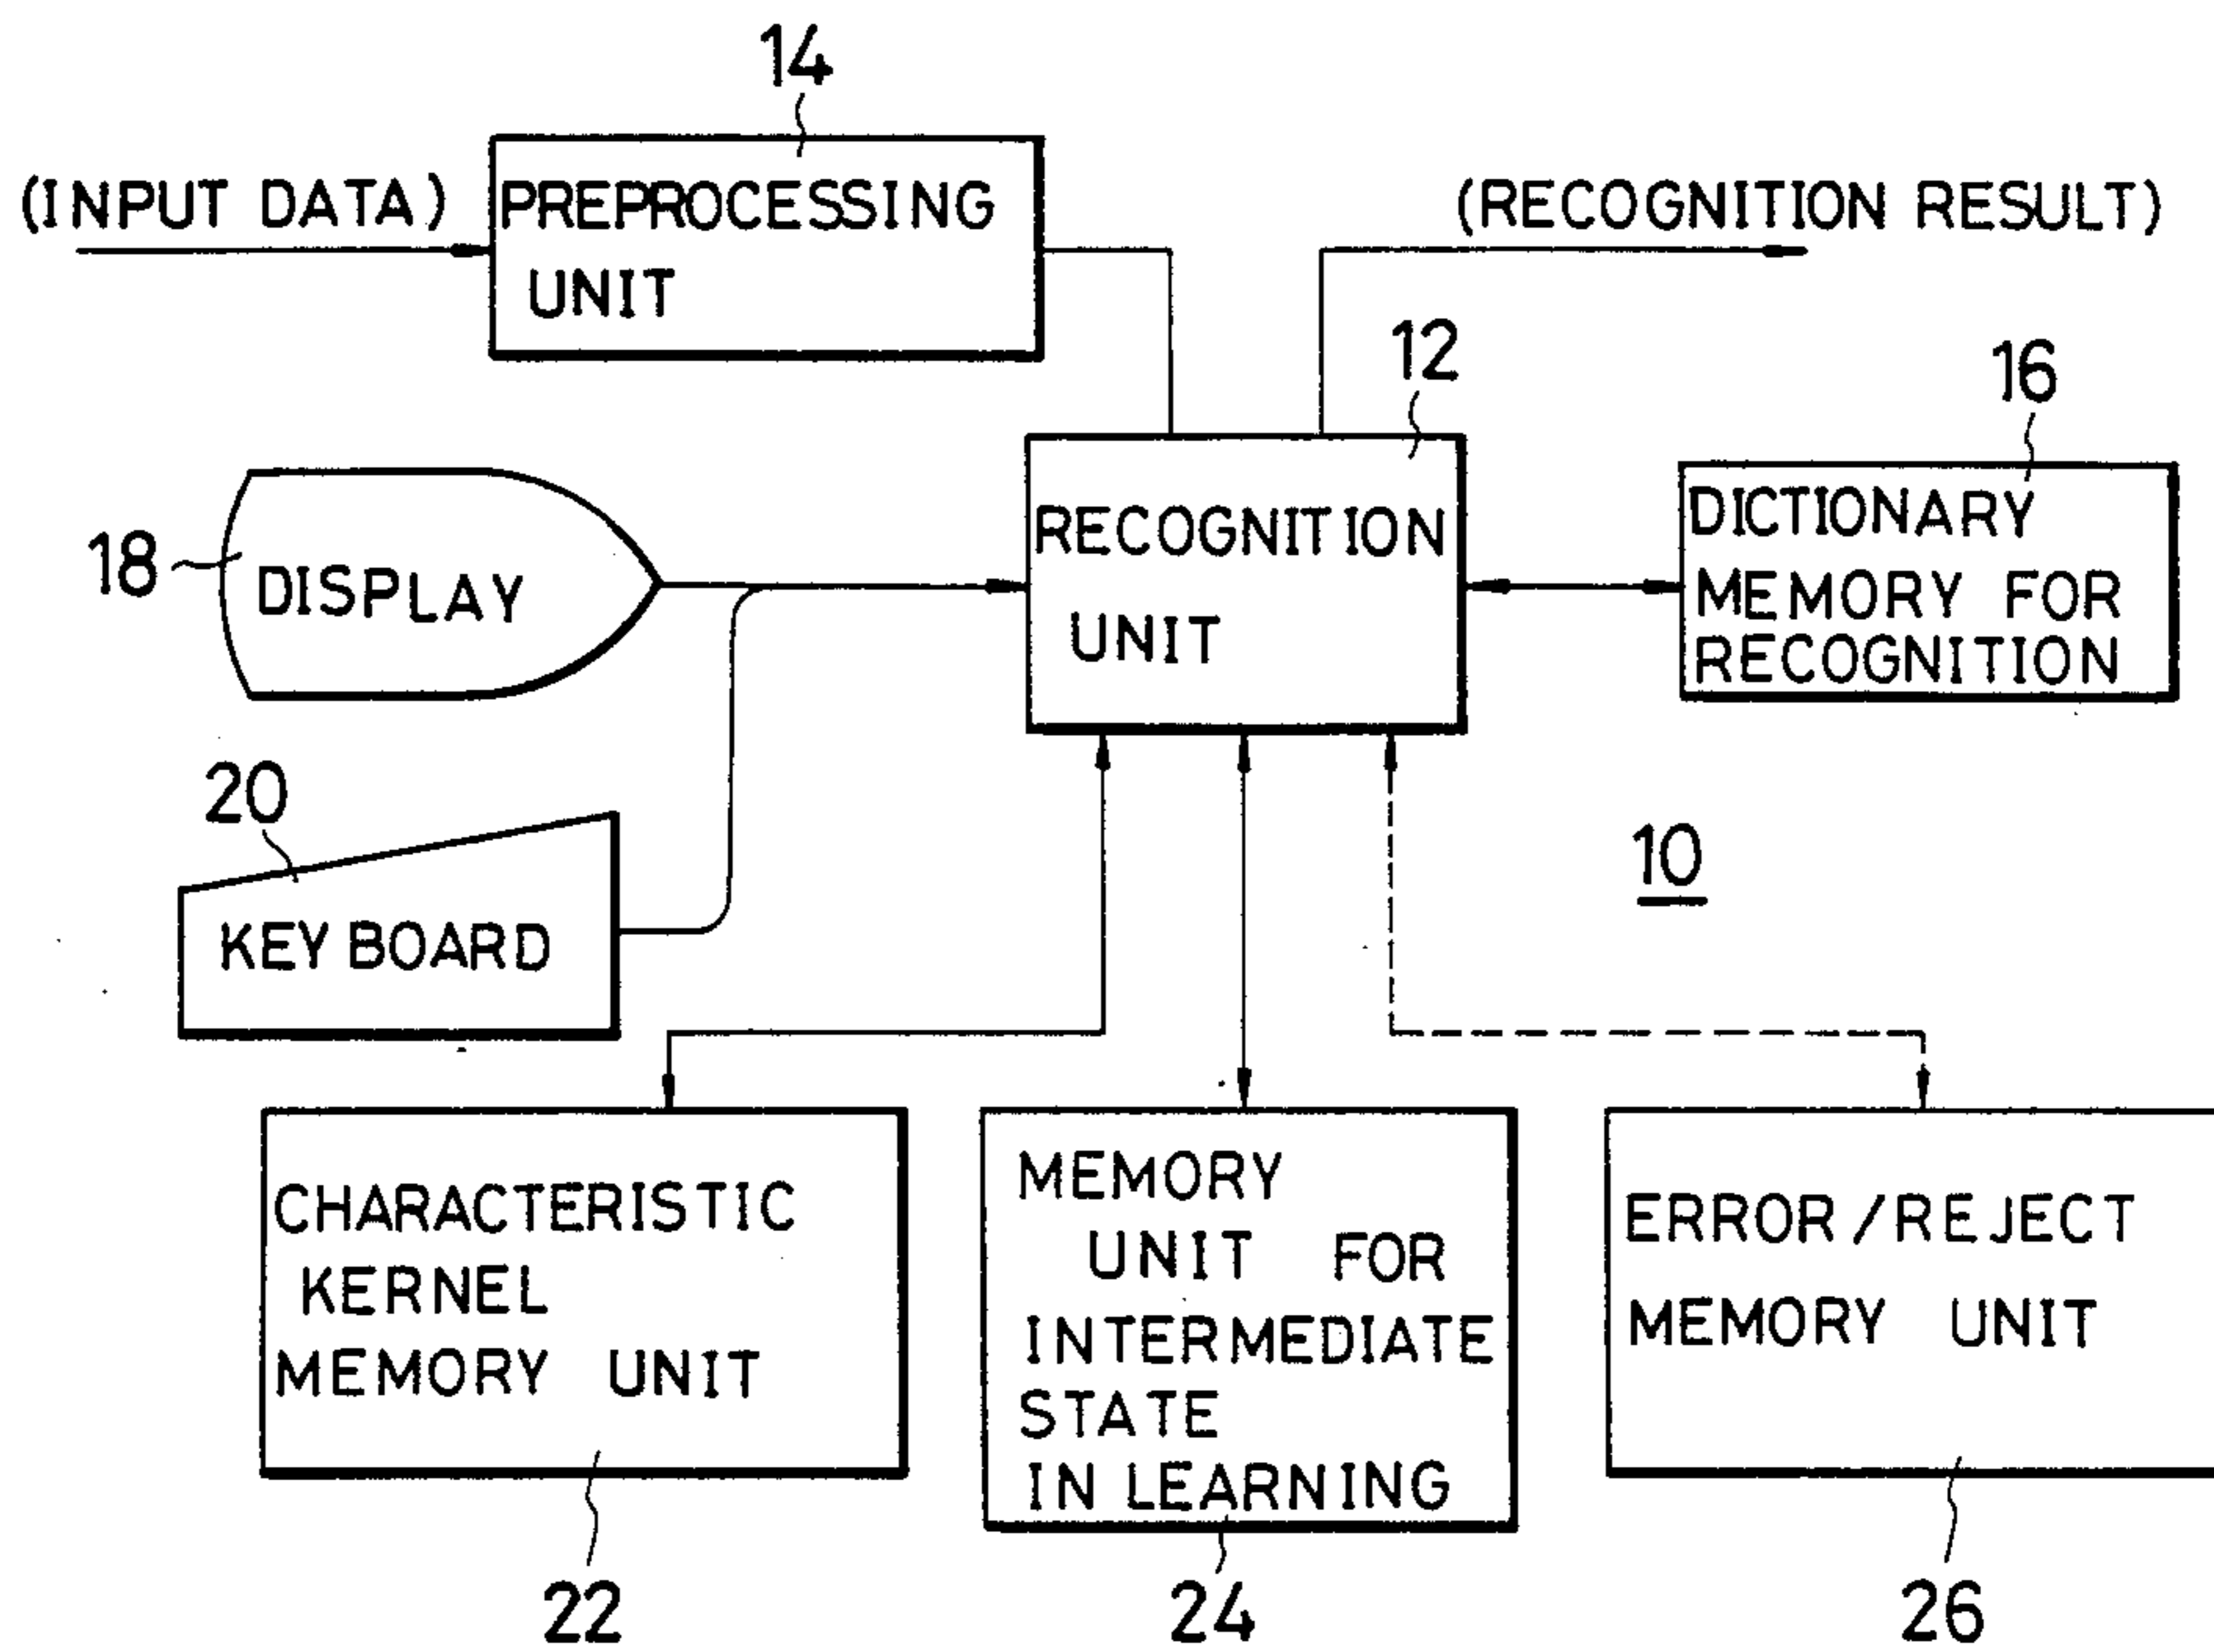 14
(INPUT DATA)
PREPROCESSING
UNIT
(RECOGNITION RESULT)
12
16
RECOGNITION
UNIT
DICTIONARY
MEMORY FOR
RECOGNITION
18
DISPLAY
20
KEY BOARD
10
CHARACTERISTIC
KERNEL
MEMORY UNIT
MEMORY
UNIT FOR
INTERMEDIATE
STATE
IN LEARNING
ERROR/REJECT
MEMORY UNIT
22
24
26